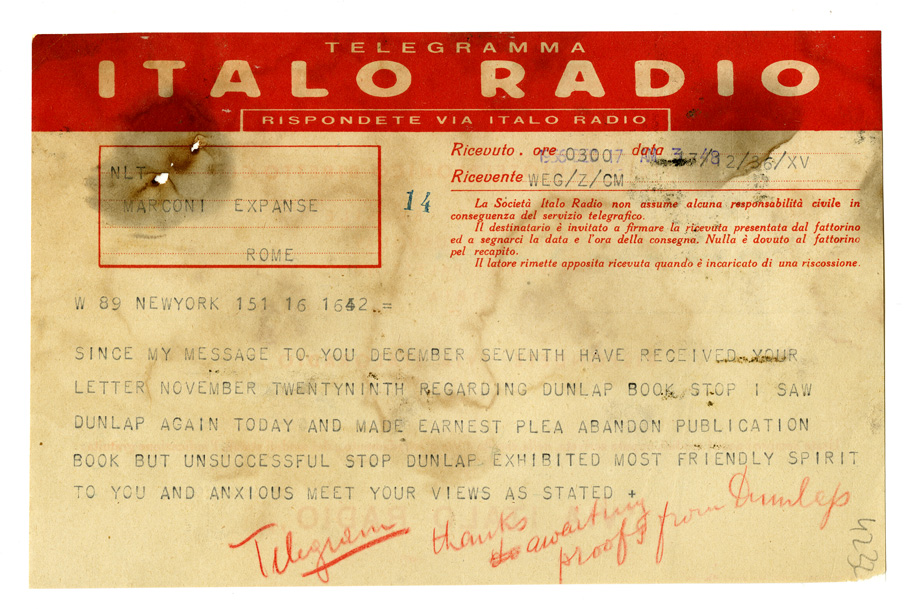 TELEGRAMMA
ITALO RADIO
RISPONDETE VIA ITALO RADIO
Ricevuto. ore 0300 data 17/12/36/XV
Ricevente WEG/Z/CM
NLT
MARCONI EXPANSE
ROME
14
La Società Italo Radio non assume alcuna responsabilità civile in
conseguenza del servizio telegrafico.
Il destinatario è invitato a firmare la ricevuta presentata dal fattorino
ed a segnarci la data e l'ora della consegna. Nulla è dovuto al fattorino
pel recapito.
Il latore rimette apposita ricevuta quando è incaricato di una riscossione.
W 89 NEWYORK 151 16 1642 =
SINCE MY MESSAGE TO YOU DECEMBER SEVENTH HAVE RECEIVED YOUR
LETTER NOVEMBER TWENTYNINTH REGARDING DUNLAP BOOK STOP I SAW
DUNLAP AGAIN TODAY AND MADE EARNEST PLEA ABANDON PUBLICATION
BOOK BUT UNSUCCESSFUL STOP DUNLAP EXHIBITED MOST FRIENDLY SPIRIT
TO YOU AND ANXIOUS MEET YOUR VIEWS AS STATED +
Telegram
thanks
awaiting
proofs from Dunlap